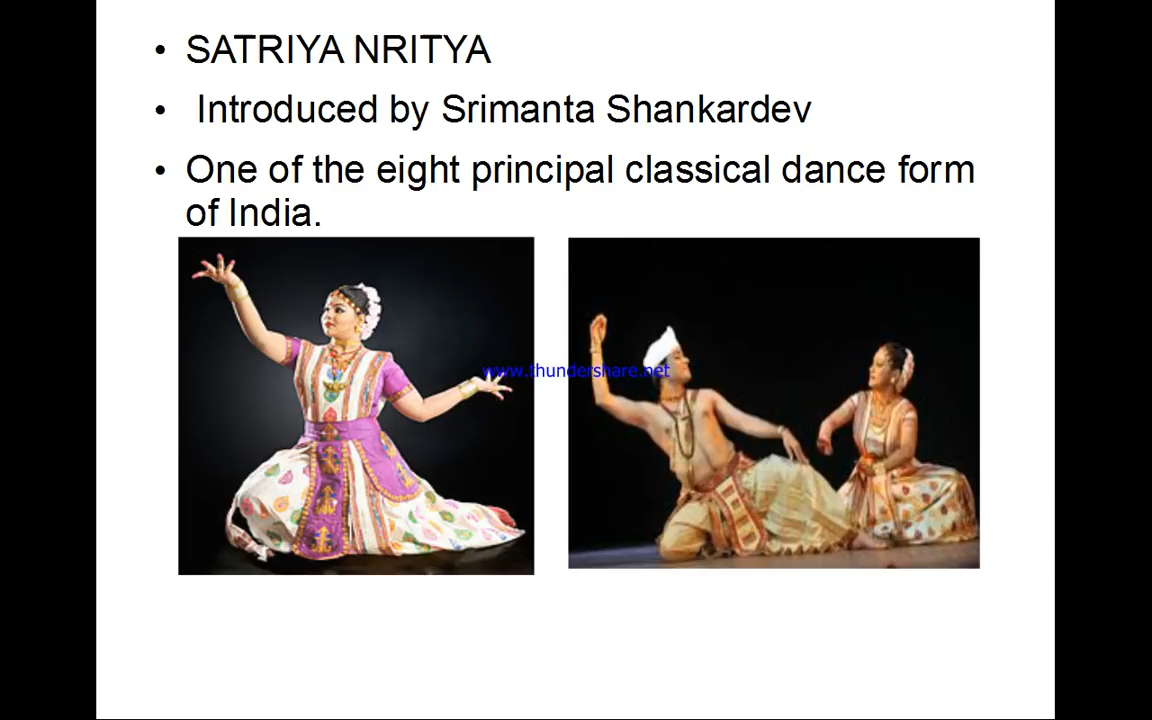 • SATRIYA NRITYA
• Introduced by Srimanta Shankardev
• One of the eight principal classical dance form
of India.
www.thundershare.net